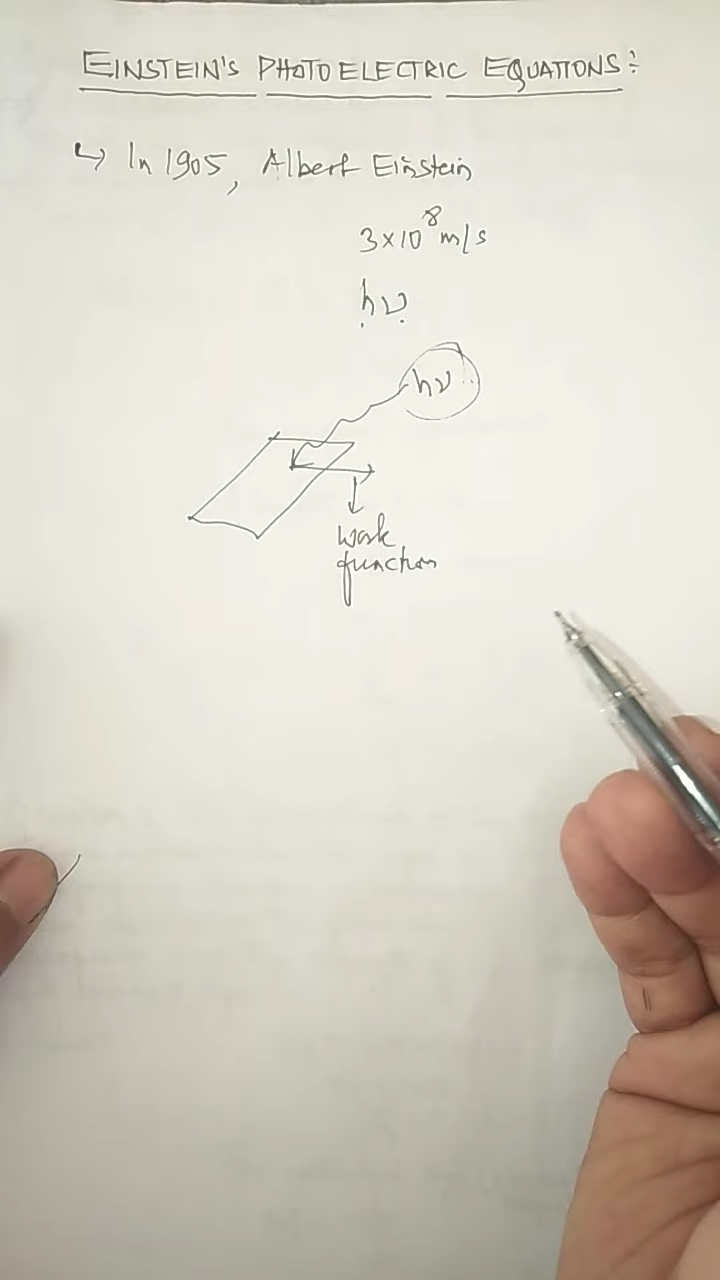 EINSTEIN'S PHOTOELECTRIC EQUATIONS:
↳ In 1905, Albert Einstein
3×10⁸ m/s
hν
hν
Work
function